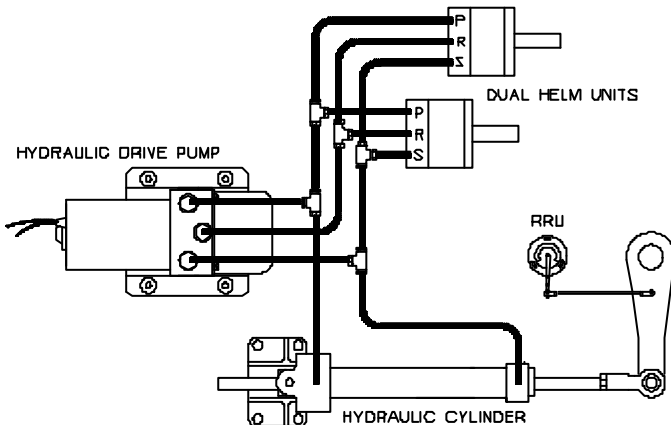 P
R
S
DUAL HELM UNITS
P
R
S
HYDRAULIC DRIVE PUMP
RRU
HYDRAULIC CYLINDER